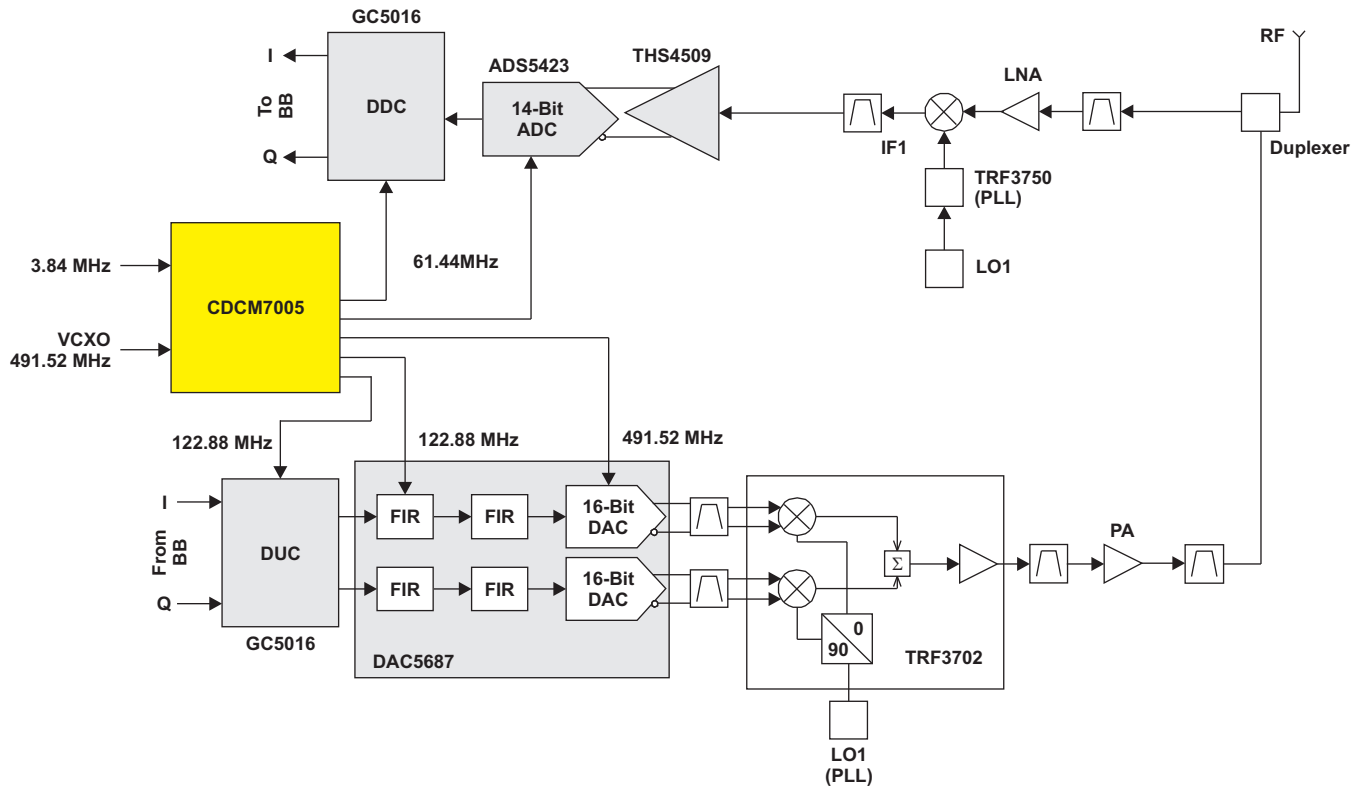 GC5016
I
To
BB
Q
DDC
ADS5423
14-Bit
ADC
THS4509
IF1
LNA
RF
Duplexer
TRF3750
(PLL)
LO1
3.84 MHz
VCXO
491.52 MHz
CDCM7005
61.44MHz
122.88 MHz
122.88 MHz
491.52 MHz
I
From
BB
Q
DUC
GC5016
FIR
FIR
16-Bit
DAC
FIR
FIR
16-Bit
DAC
DAC5687
Σ
0
90
TRF3702
LO1
(PLL)
PA